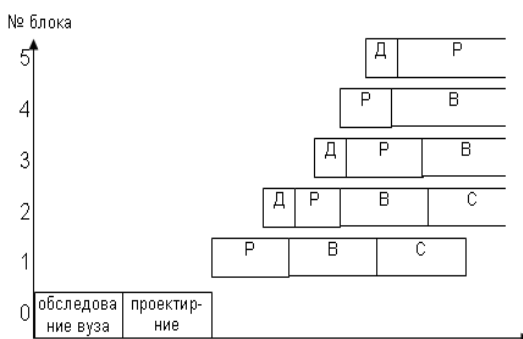 № блока
5
Д Р
4
Р В
3
Д Р В
2
Д Р В С
1
Р В С
0
обследова
ние вуза
проектир-
ние